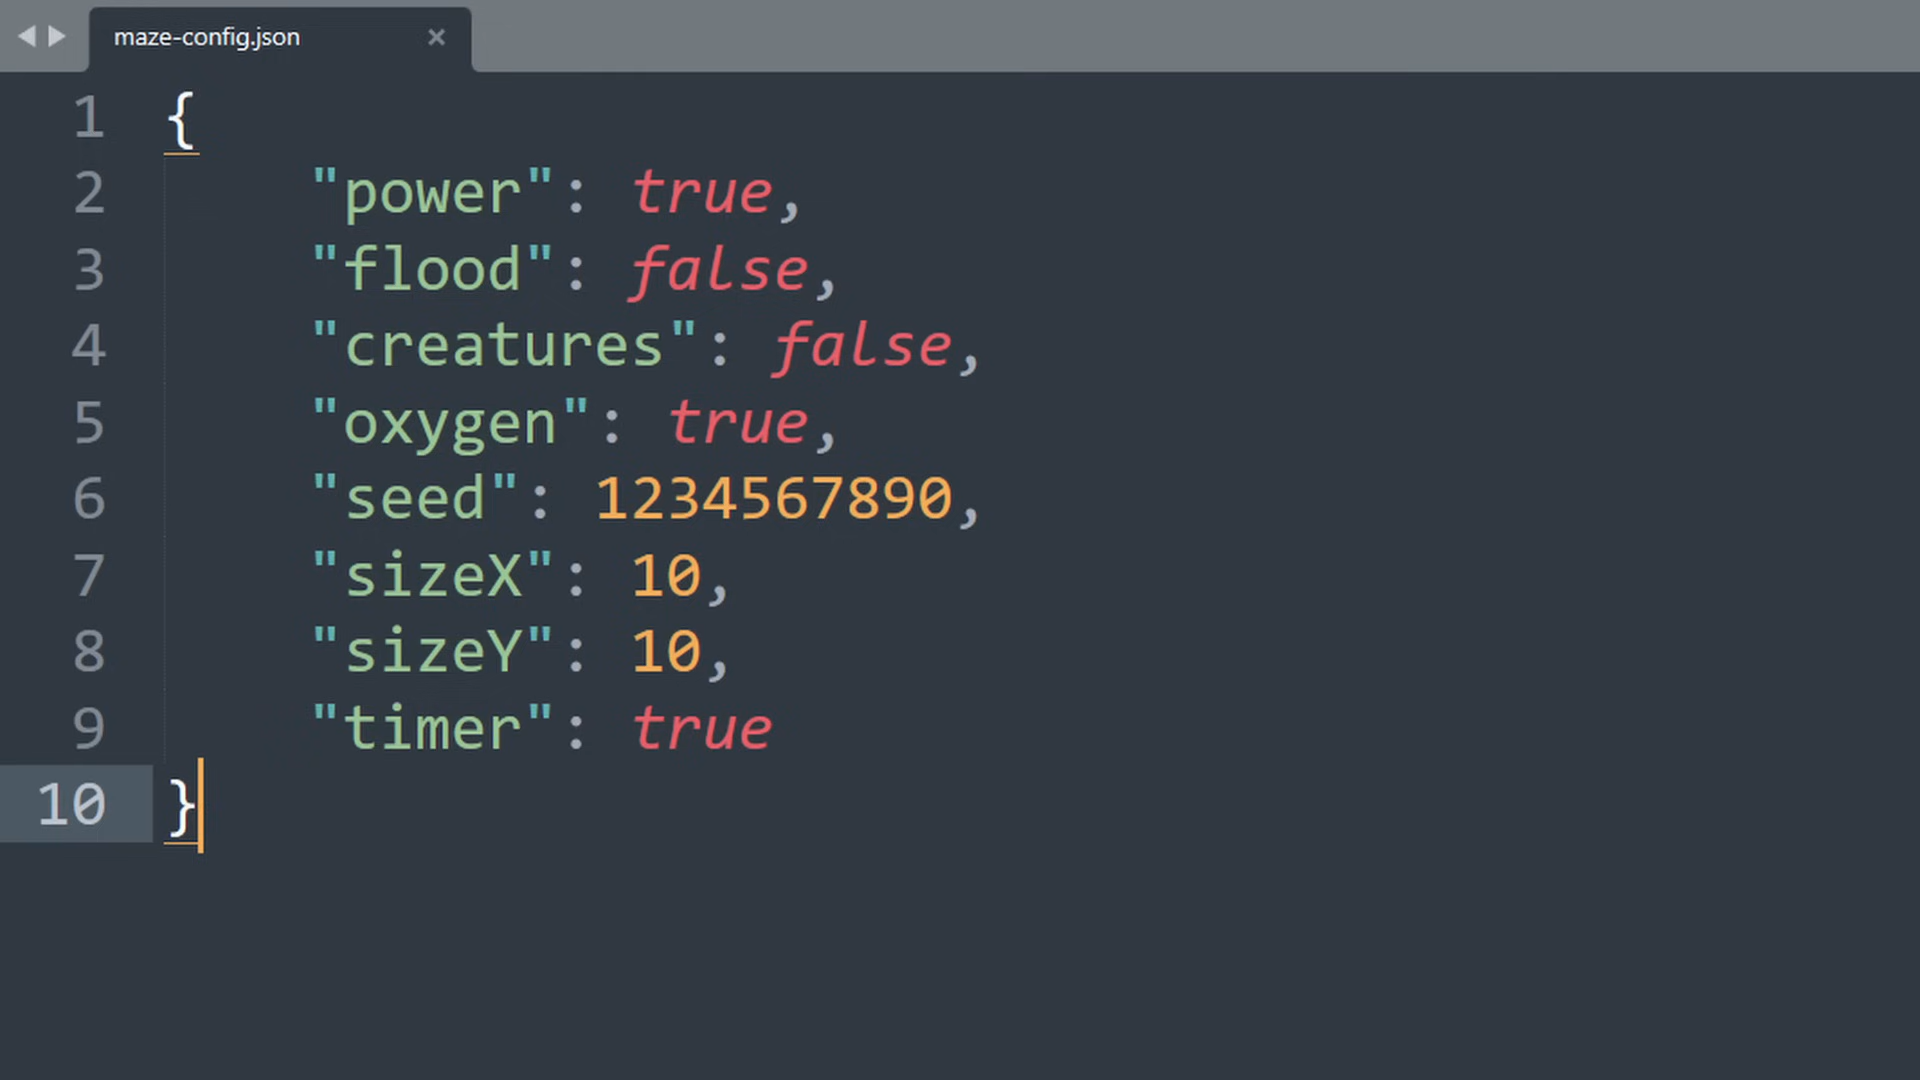 maze-config.json
1 {
2 "power": true,
3 "flood": false,
4 "creatures": false,
5 "oxygen": true,
6 "seed": 1234567890,
7 "sizeX": 10,
8 "sizeY": 10,
9 "timer": true
10 }